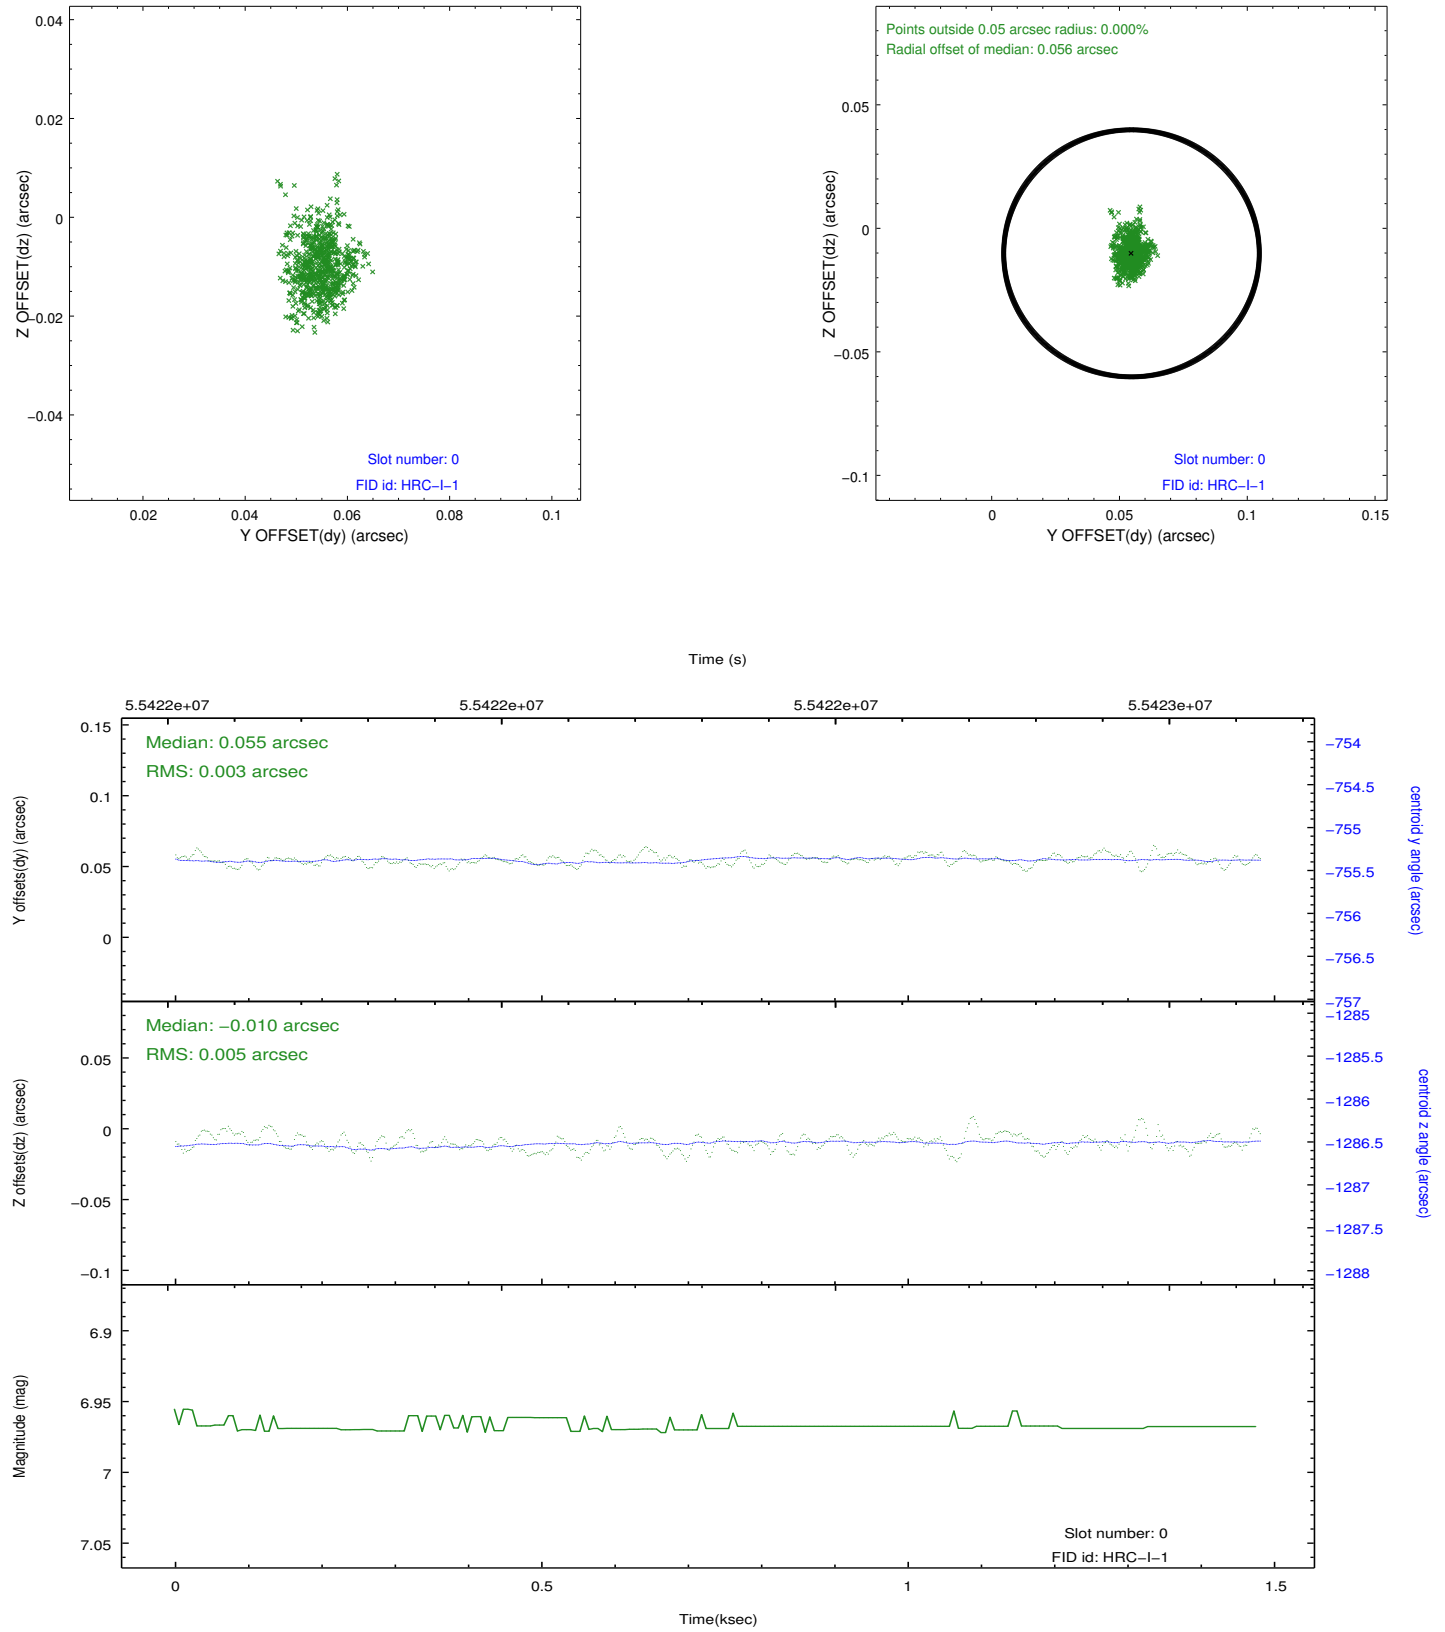 0.04
0.02
0
−0.02
−0.04
Z OFFSET(dz) (arcsec)
Slot number: 0
FID id: HRC−I−1
0.02 0.04 0.06 0.08 0.1
Y OFFSET(dy) (arcsec)
Points outside 0.05 arcsec radius: 0.000%
Radial offset of median: 0.056 arcsec
0.05
0
−0.05
−0.1
Z OFFSET(dz) (arcsec)
Slot number: 0
FID id: HRC−I−1
0 0.05 0.1 0.15
Y OFFSET(dy) (arcsec)
Time (s)
5.5422e+07 5.5422e+07 5.5422e+07 5.5423e+07
Median: 0.055 arcsec
RMS: 0.003 arcsec
0.15
0.1
0.05
0
Y offsets(dy) (arcsec)
−754
−754.5
−755
−755.5
−756
−756.5
−757
centroid y angle (arcsec)
Median: −0.010 arcsec
RMS: 0.005 arcsec
0.05
0
−0.05
−0.1
Z offsets(dz) (arcsec)
−1285
−1285.5
−1286
−1286.5
−1287
−1287.5
−1288
centroid z angle (arcsec)
6.9
6.95
7
7.05
Magnitude (mag)
Slot number: 0
FID id: HRC−I−1
0 0.5 1 1.5
Time(ksec)